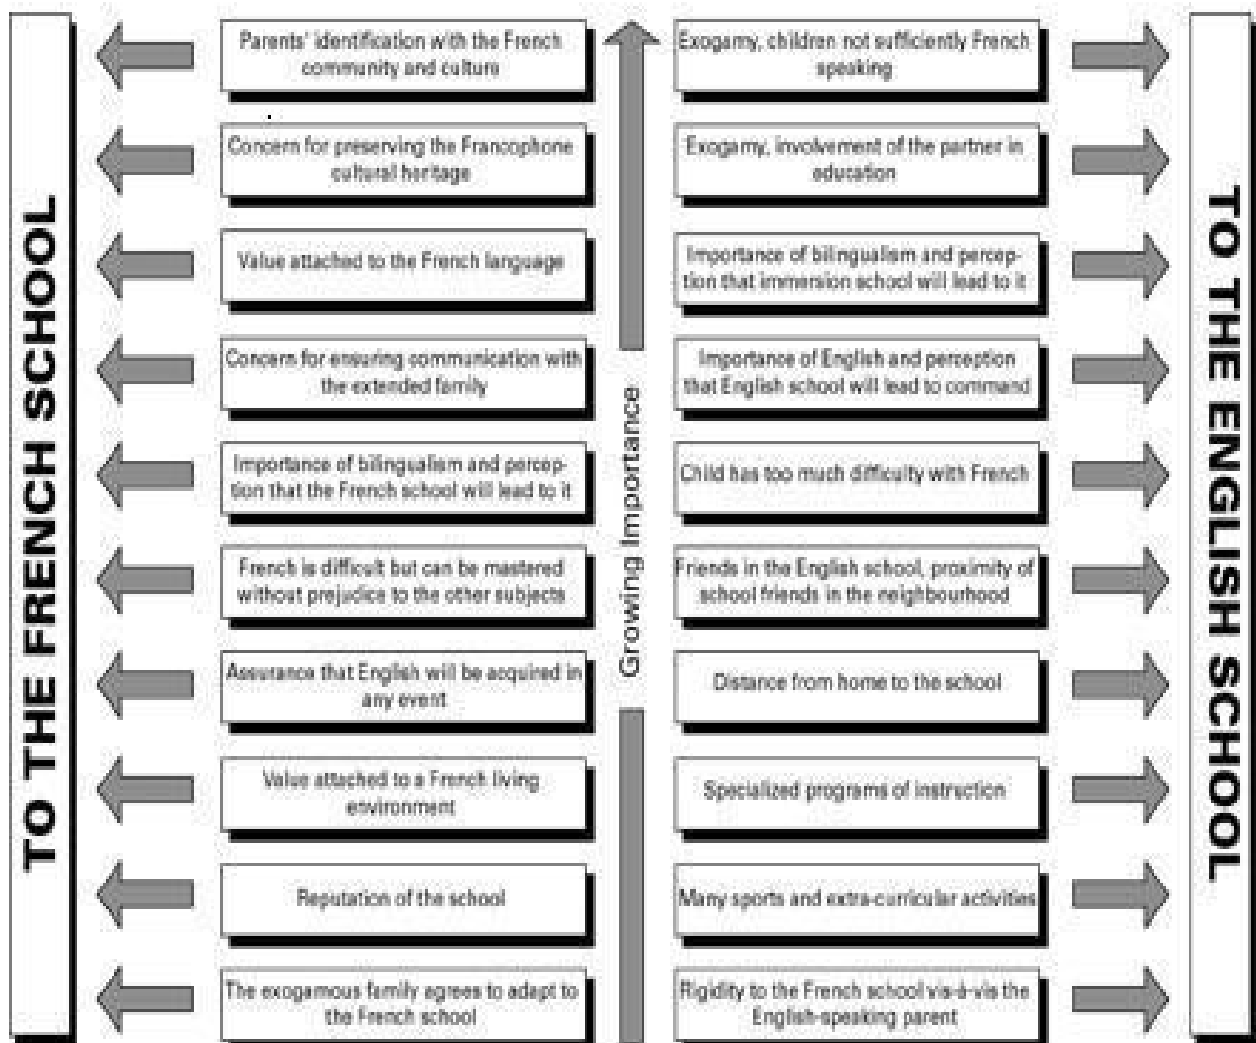 TO THE FRENCH SCHOOL
Parents' identification with the French
community and culture
Concern for preserving the Francophone
cultural heritage
Value attached to the French language
Concern for ensuring communication with
the extended family
Importance of bilingualism and percep-
tion that the French school will lead to it
French is difficult but can be mastered
without prejudice to the other subjects
Assurance that English will be acquired in
any event
Value attached to a French living
environment
Reputation of the school
The exogamous family agrees to adapt to
the French school
Growing Importance
Exogamy, children not sufficiently French
speaking
Exogamy, involvement of the partner in
education
Importance of bilingualism and percep-
tion that immersion school will lead to it
Importance of English and perception
that English school will lead to command
Child has too much difficulty with French
Friends in the English school, proximity of
school friends in the neighbourhood
Distance from home to the school
Specialized programs of instruction
Many sports and extra-curricular activities
Rigidity to the French school vis-à-vis the
English-speaking parent
TO THE ENGLISH SCHOOL